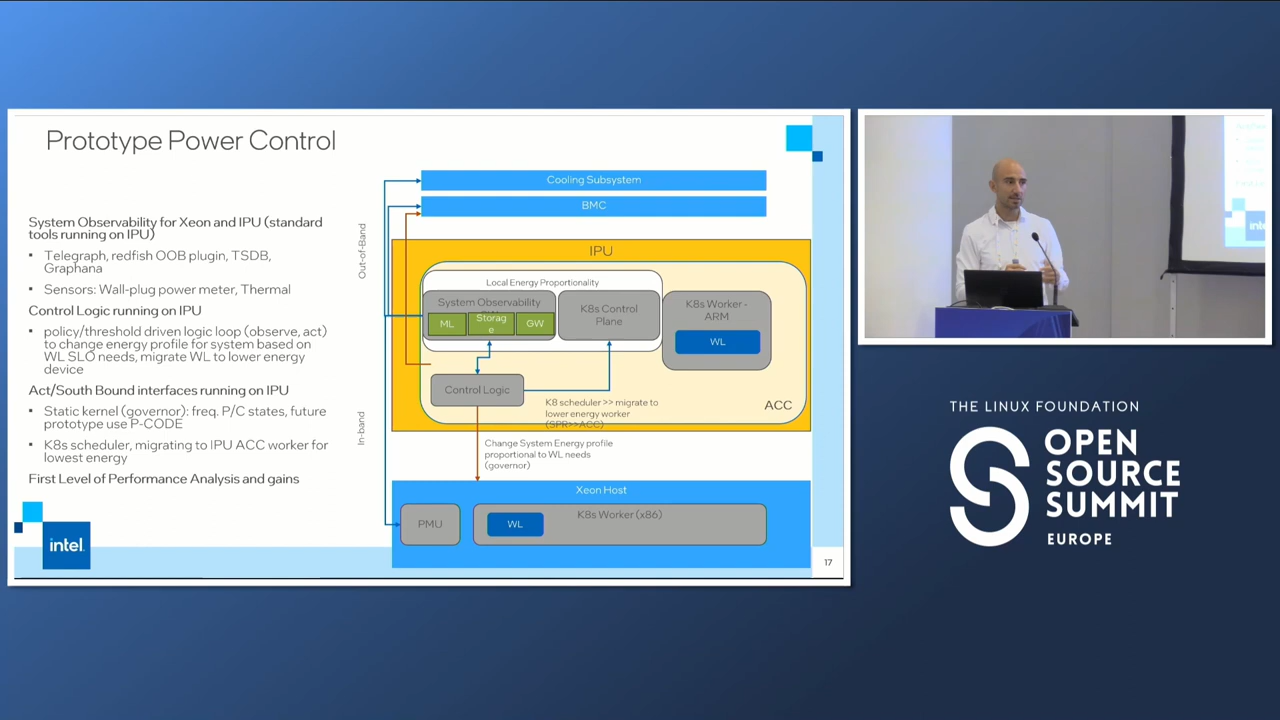 Prototype Power Control
System Observability for Xeon and IPU (standard
tools running on IPU)
▪ Telegraph, redfish OOB plugin, TSDB,
Graphana
▪ Sensors: Wall-plug power meter, Thermal
Control Logic running on IPU
▪ policy/threshold driven logic loop (observe, act)
to change energy profile for system based on
WL SLO needs, migrate WL to lower energy
device
Act/South Bound interfaces running on IPU
▪ Static kernel (governor): freq. P/C states, future
prototype use P-CODE
▪ K8s scheduler, migrating to IPU ACC worker for
lowest energy
First Level of Performance Analysis and gains
intel.
Out-of-Band
In-band
Cooling Subsystem
BMC
IPU
Local Energy Proportionality
System Observability
ML
Storag
e
GW
K8s Control
Plane
K8s Worker -
ARM
WL
Control Logic
K8 scheduler >> migrate to
lower energy worker
(SPR>>ACC)
ACC
Change System Energy profile
proportional to WL needs
(governor)
Xeon Host
PMU
WL
K8s Worker (x86)
17
THE LINUX FOUNDATION
OPEN
SOURCE
SUMMIT
EUROPE